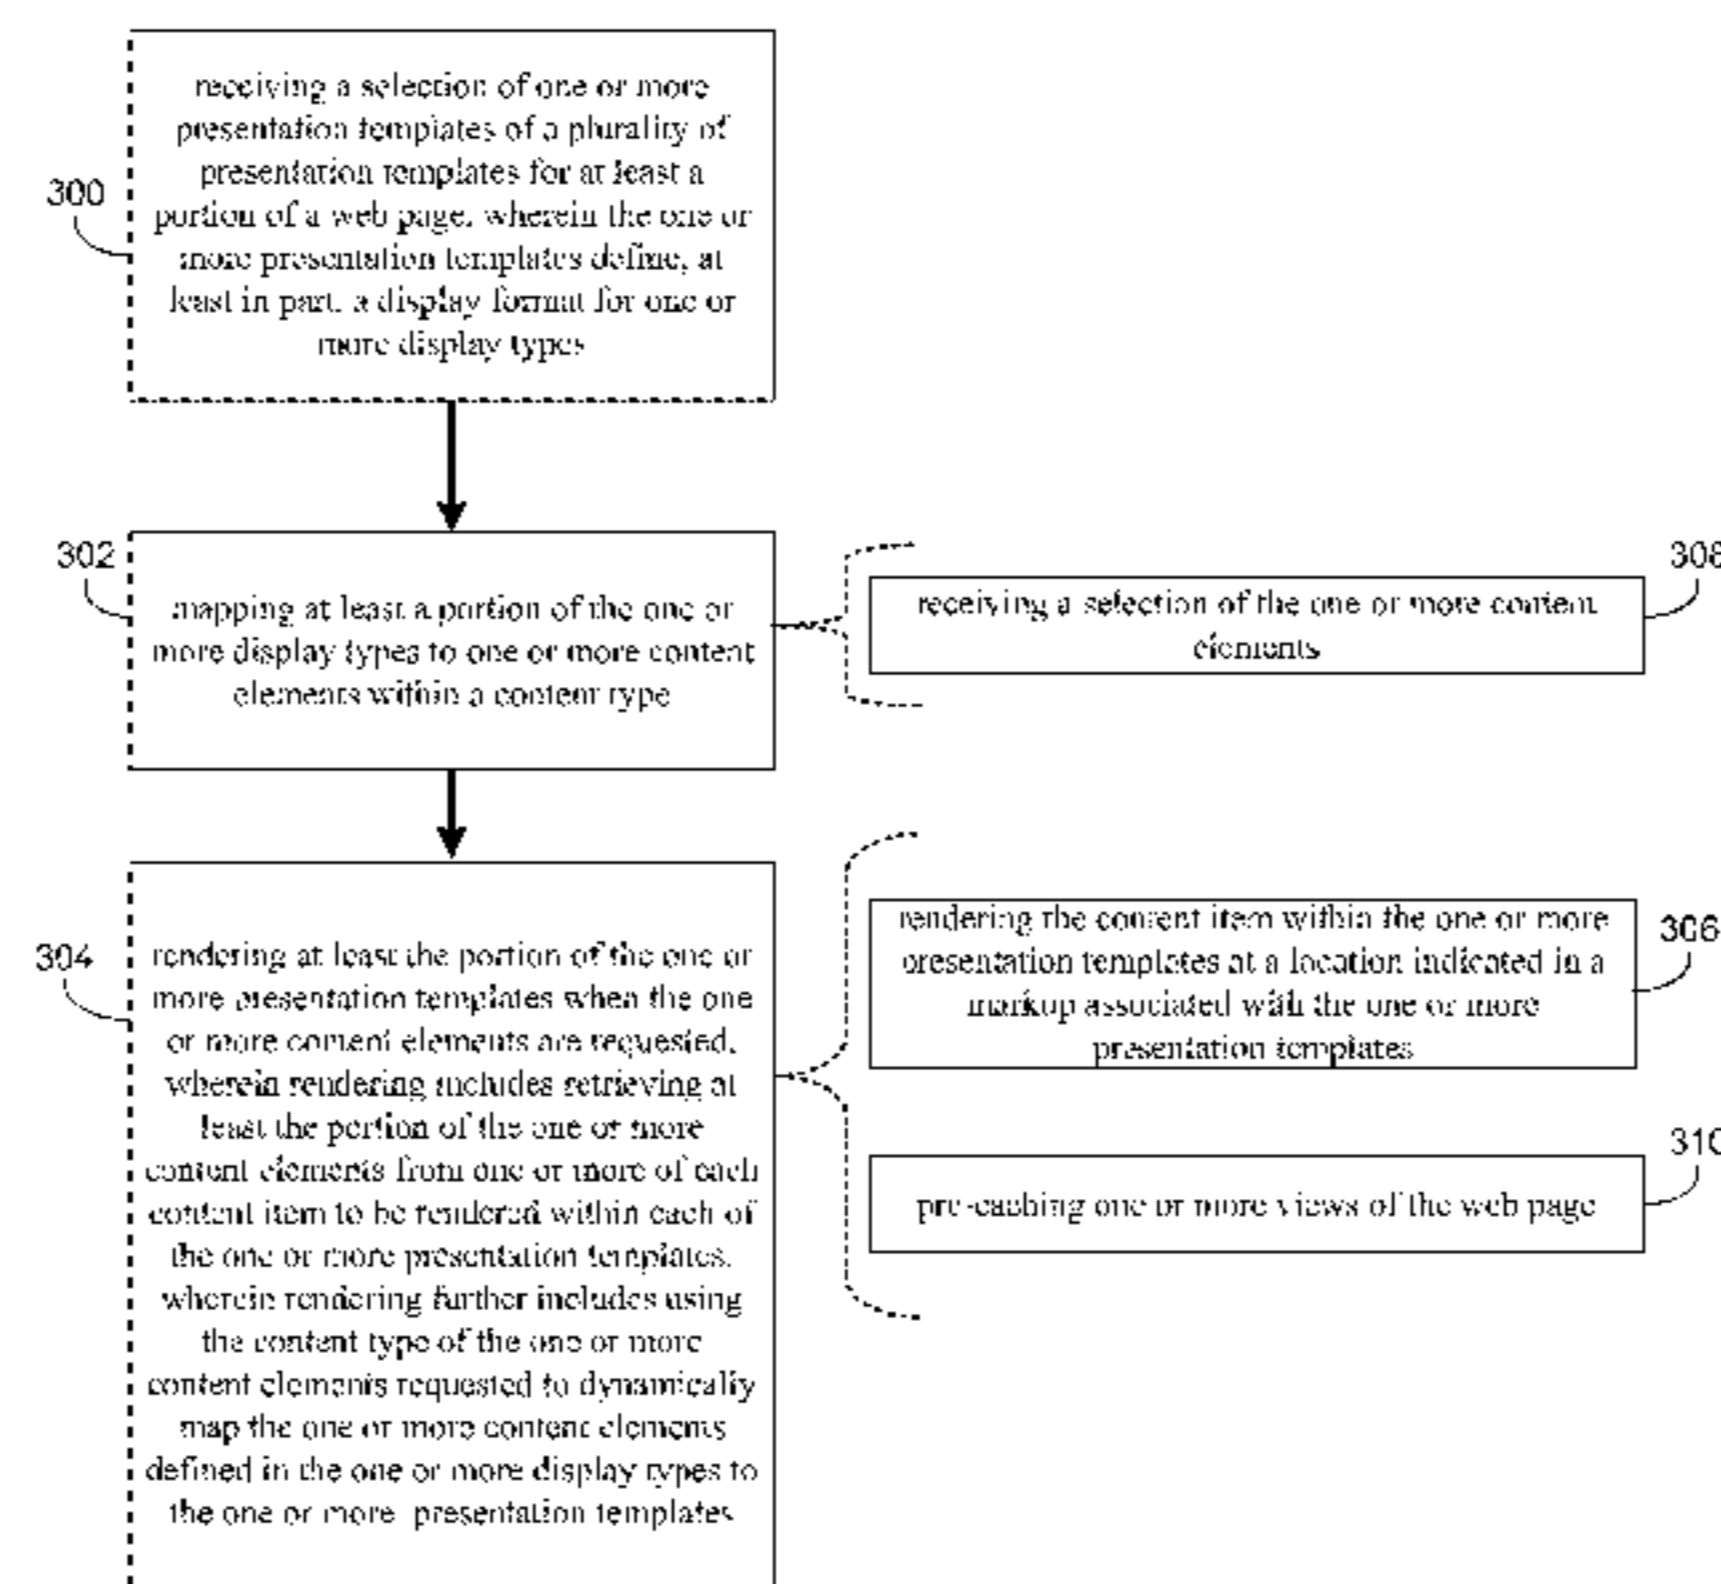 300
receiving a selection of one or more
presentation templates of a plurality of
presentation templates for at least a
portion of a web page, wherein the one or
more presentation templates define, at
least in part, a display format for one or
more display types
302
mapping at least a portion of the one or
more display types to one or more content
elements within a content type
308
receiving a selection of the one or more content
elements
304
rendering at least the portion of the one or
more presentation templates when the one
or more content elements are requested,
wherein rendering includes retrieving at
least the portion of the one or more
content elements from one or more of each
content item to be rendered within each of
the one or more presentation templates,
wherein rendering further includes using
the content type of the one or more
content elements requested to dynamically
map the one or more content elements
defined in the one or more display types to
the one or more presentation templates
306
rendering the content item within the one or more
presentation templates at a location indicated in a
markup associated with the one or more
presentation templates
310
pre-caching one or more views of the web page